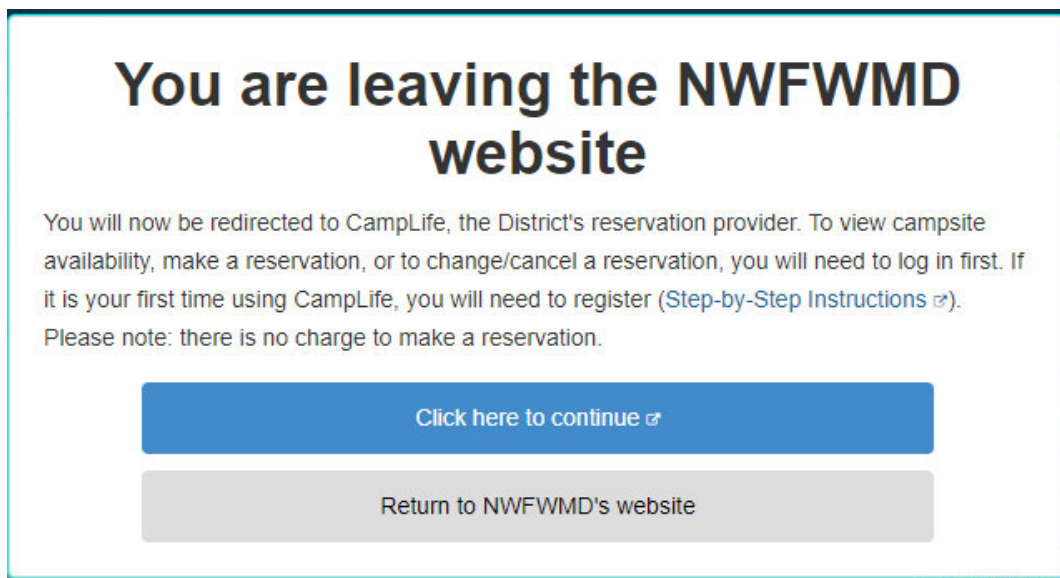 You are leaving the NWFWMD
website
You will now be redirected to CampLife, the District's reservation provider. To view campsite
availability, make a reservation, or to change/cancel a reservation, you will need to log in first. If
it is your first time using CampLife, you will need to register (Step-by-Step Instructions).
Please note: there is no charge to make a reservation.
Click here to continue
Return to NWFWMD's website